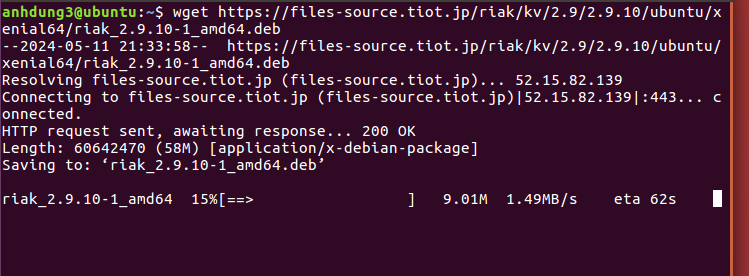 anhdung3@ubuntu:~$ wget https://files-source.tiot.jp/riak/kv/2.9/2.9.10/ubuntu/x
enial64/riak_2.9.10-1_amd64.deb
--2024-05-11 21:33:58--  https://files-source.tiot.jp/riak/kv/2.9/2.9.10/ubuntu/
xenial64/riak_2.9.10-1_amd64.deb
Resolving files-source.tiot.jp (files-source.tiot.jp)... 52.15.82.139
Connecting to files-source.tiot.jp (files-source.tiot.jp)|52.15.82.139|:443... c
onnected.
HTTP request sent, awaiting response... 200 OK
Length: 60642470 (58M) [application/x-debian-package]
Saving to: ‘riak_2.9.10-1_amd64.deb’
riak_2.9.10-1_amd64  15%[==>                 ]   9.01M  1.49MB/s    eta 62s